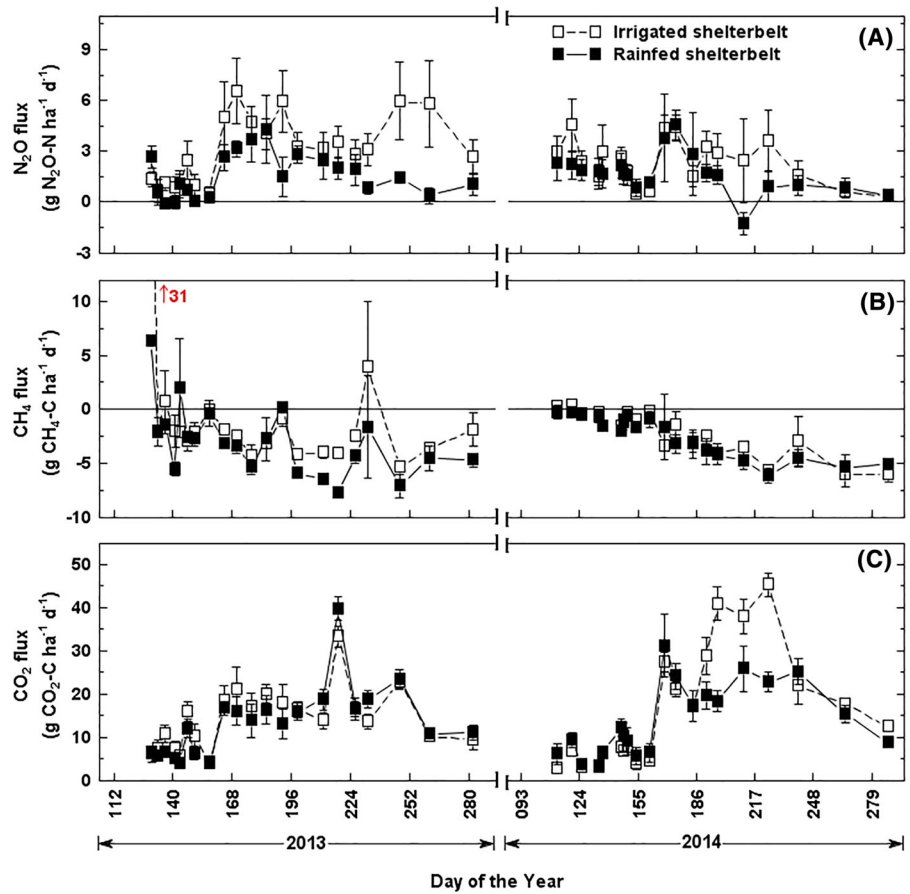 Irrigated shelterbelt
Rainfed shelterbelt
(A)
N₂O flux
(g N₂O-N ha⁻¹ d⁻¹)
9
6
3
0
-3
↑31
(B)
CH₄ flux
(g CH₄-C ha⁻¹ d⁻¹)
10
5
0
-5
-10
(C)
CO₂ flux
(g CO₂-C ha⁻¹ d⁻¹)
50
40
30
20
10
0
112 140 168 196 224 252 280 093 124 155 186 217 248 279
2013 2014
Day of the Year